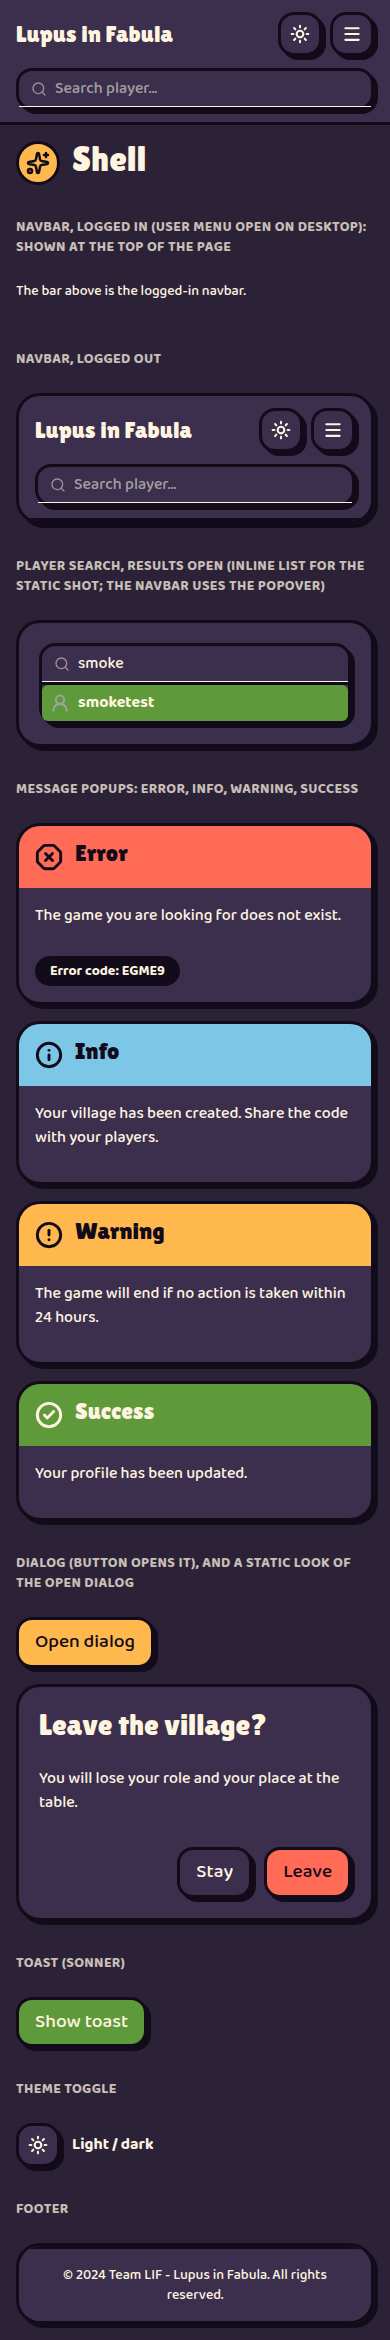 Lupus in Fabula
Search player...
Shell
NAVBAR, LOGGED IN (USER MENU OPEN ON DESKTOP):
SHOWN AT THE TOP OF THE PAGE
The bar above is the logged-in navbar.
NAVBAR, LOGGED OUT
Lupus in Fabula
Search player...
PLAYER SEARCH, RESULTS OPEN (INLINE LIST FOR THE
STATIC SHOT; THE NAVBAR USES THE POPOVER)
smoke
smoketest
MESSAGE POPUPS: ERROR, INFO, WARNING, SUCCESS
Error
The game you are looking for does not exist.
Error code: EGME9
Info
Your village has been created. Share the code
with your players.
Warning
The game will end if no action is taken within
24 hours.
Success
Your profile has been updated.
DIALOG (BUTTON OPENS IT), AND A STATIC LOOK OF
THE OPEN DIALOG
Open dialog
Leave the village?
You will lose your role and your place at the
table.
Stay
Leave
TOAST (SONNER)
Show toast
THEME TOGGLE
Light / dark
FOOTER
© 2024 Team LIF - Lupus in Fabula. All rights
reserved.